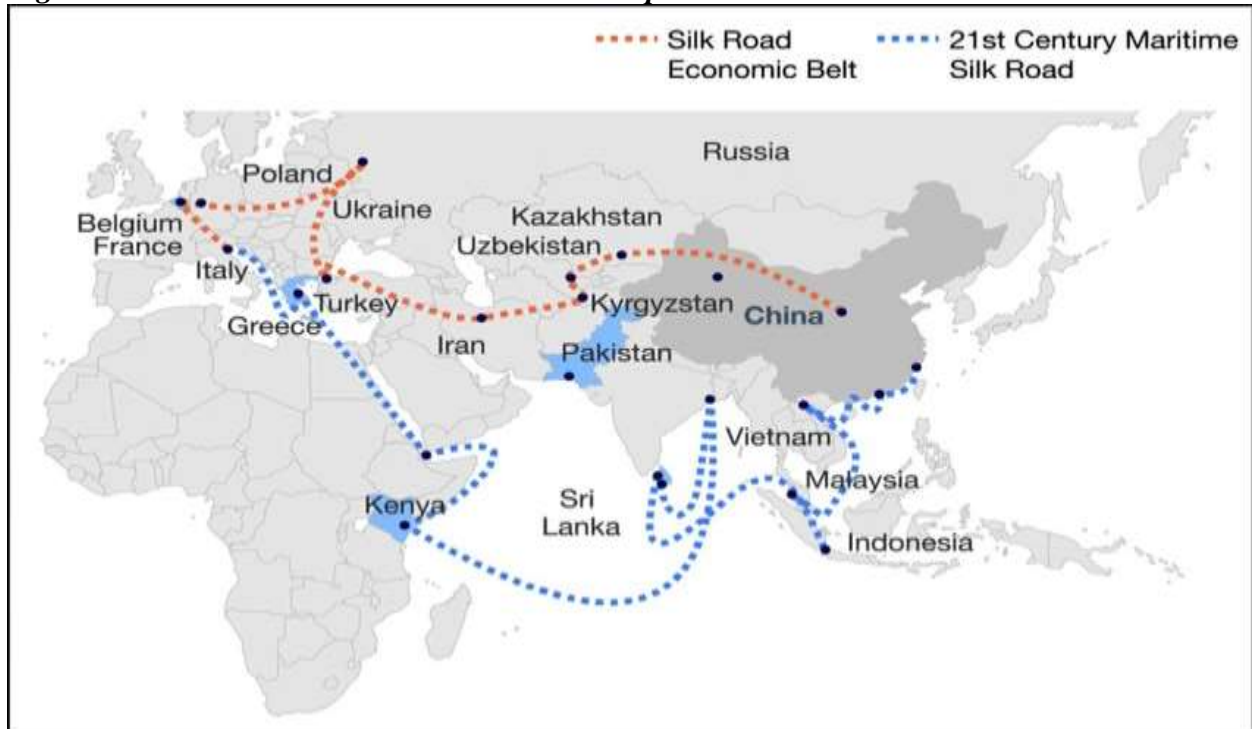 Silk Road
Economic Belt
21st Century Maritime
Silk Road
Russia
Poland
Ukraine
Kazakhstan
Uzbekistan
Belgium
France
Italy
Turkey
Greece
Kyrgyzstan
China
Iran
Pakistan
Vietnam
Malaysia
Kenya
Sri
Lanka
Indonesia